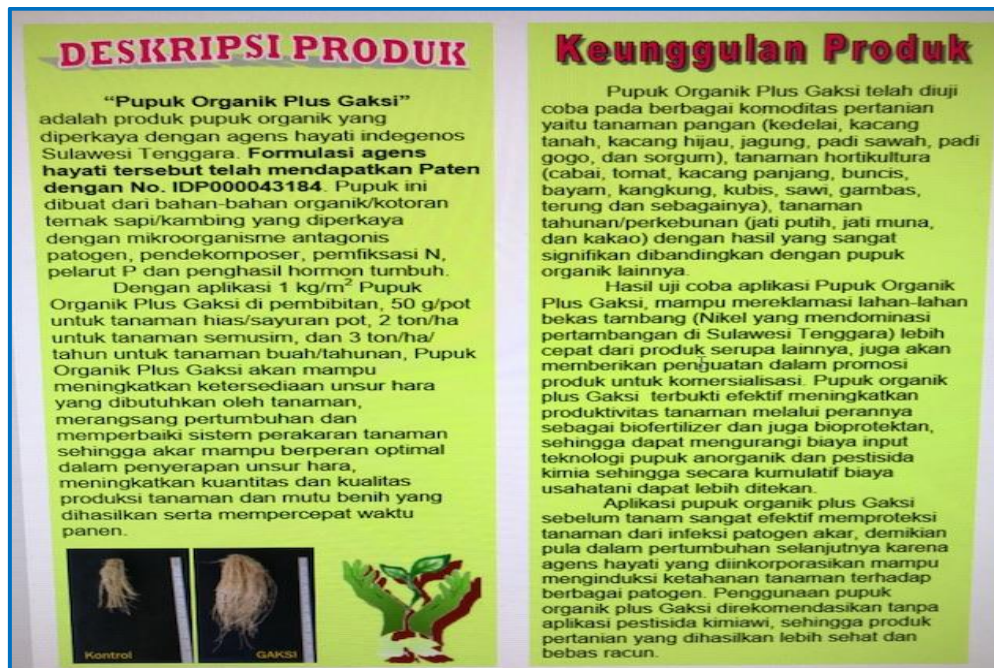 DESKRIPSI PRODUK
"Pupuk Organik Plus Gaksi"
adalah produk pupuk organik yang
diperkaya dengan agens hayati indegenos
Sulawesi Tenggara. Formulasi agens
hayati tersebut telah mendapatkan Paten
dengan No. IDP000043184. Pupuk ini
dibuat dari bahan-bahan organik/kotoran
ternak sapi/kambing yang diperkaya
dengan mikroorganisme antagonis
patogen, pendekomposer, pemfiksasi N,
pelarut P dan penghasil hormon tumbuh.
Dengan aplikasi 1 kg/m² Pupuk
Organik Plus Gaksi di pembibitan, 50 g/pot
untuk tanaman hias/sayuran pot, 2 ton/ha
untuk tanaman semusim, dan 3 ton/ha/
tahun untuk tanaman buah/tahunan, Pupuk
Organik Plus Gaksi akan mampu
meningkatkan ketersediaan unsur hara
yang dibutuhkan oleh tanaman,
merangsang pertumbuhan dan
memperbaiki sistem perakaran tanaman
sehingga akar mampu berperan optimal
dalam penyerapan unsur hara,
meningkatkan kuantitas dan kualitas
produksi tanaman dan mutu benih yang
dihasilkan serta mempercepat waktu
panen.
Kontrol
GAKSI
Keunggulan Produk
Pupuk Organik Plus Gaksi telah diuji
coba pada berbagai komoditas pertanian
yaitu tanaman pangan (kedelai, kacang
tanah, kacang hijau, jagung, padi sawah, padi
gogo, dan sorgum), tanaman hortikultura
(cabai, tomat, kacang panjang, buncis,
bayam, kangkung, kubis, sawi, gambas,
terung dan sebagainya), tanaman
tahunan/perkebunan (jati putih, jati muna,
dan kakao) dengan hasil yang sangat
signifikan dibandingkan dengan pupuk
organik lainnya.
Hasil uji coba aplikasi Pupuk Organik
Plus Gaksi, mampu mereklamasi lahan-lahan
bekas tambang (Nikel yang mendominasi
pertambangan di Sulawesi Tenggara) lebih
cepat dari produk serupa lainnya, juga akan
memberikan penguatan dalam promosi
produk untuk komersialisasi. Pupuk organik
plus Gaksi terbukti efektif meningkatkan
produktivitas tanaman melalui perannya
sebagai biofertilizer dan juga bioprotektan,
sehingga dapat mengurangi biaya input
teknologi pupuk anorganik dan pestisida
kimia sehingga secara kumulatif biaya
usahatani dapat lebih ditekan.
Aplikasi pupuk organik plus Gaksi
sebelum tanam sangat efektif memproteksi
tanaman dari infeksi patogen akar, demikian
pula dalam pertumbuhan selanjutnya karena
agens hayati yang diinkorporasikan mampu
menginduksi ketahanan tanaman terhadap
berbagai patogen. Penggunaan pupuk
organik plus Gaksi direkomendasikan tanpa
aplikasi pestisida kimiawi, sehingga produk
pertanian yang dihasilkan lebih sehat dan
bebas racun.